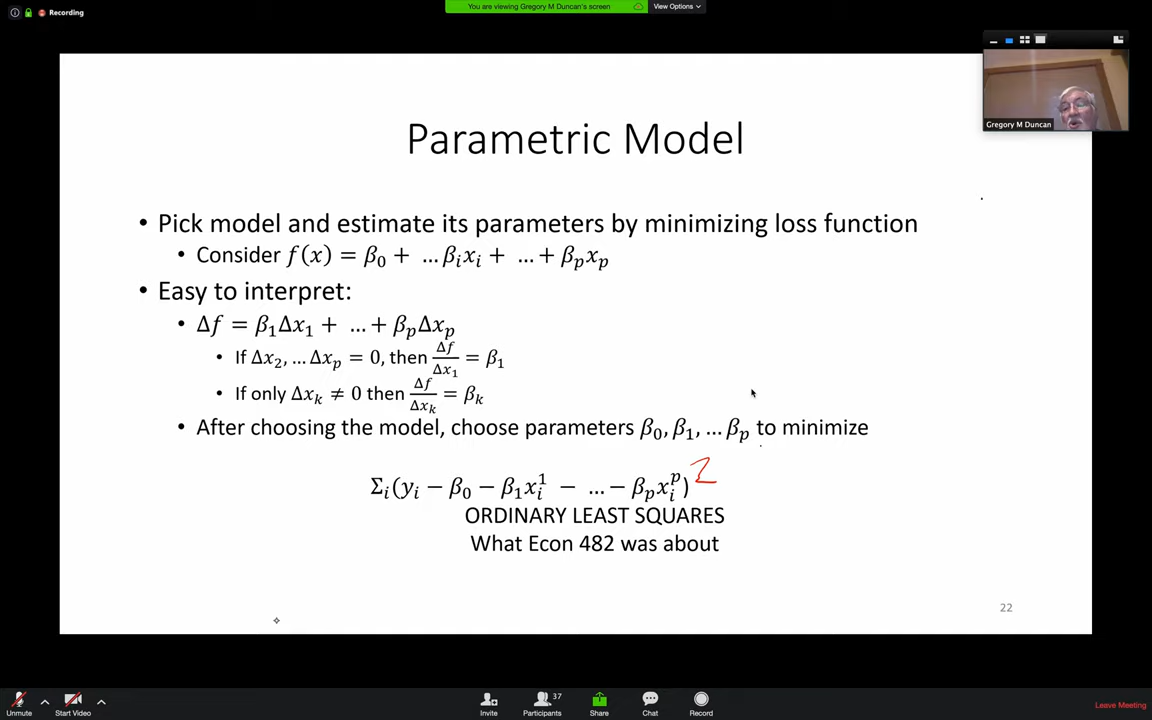 Recording
You are viewing Gregory M Duncan's screen
View Options
Gregory M Duncan
Parametric Model
• Pick model and estimate its parameters by minimizing loss function
• Consider f(x) = β₀ + …βᵢxᵢ + … + βₚxₚ
• Easy to interpret:
• Δf = β₁Δx₁ + … + βₚΔxₚ
• If Δx₂, …Δxₚ = 0, then Δf/Δx₁ = β₁
• If only Δxₖ ≠ 0 then Δf/Δxₖ = βₖ
• After choosing the model, choose parameters β₀, β₁, … βₚ to minimize
Σᵢ(yᵢ − β₀ − β₁xᵢ¹ − … − βₚxᵢᵖ)²
ORDINARY LEAST SQUARES
What Econ 482 was about
22
Unmute
Start Video
Invite
Participants 37
Share
Chat
Record
Leave Meeting